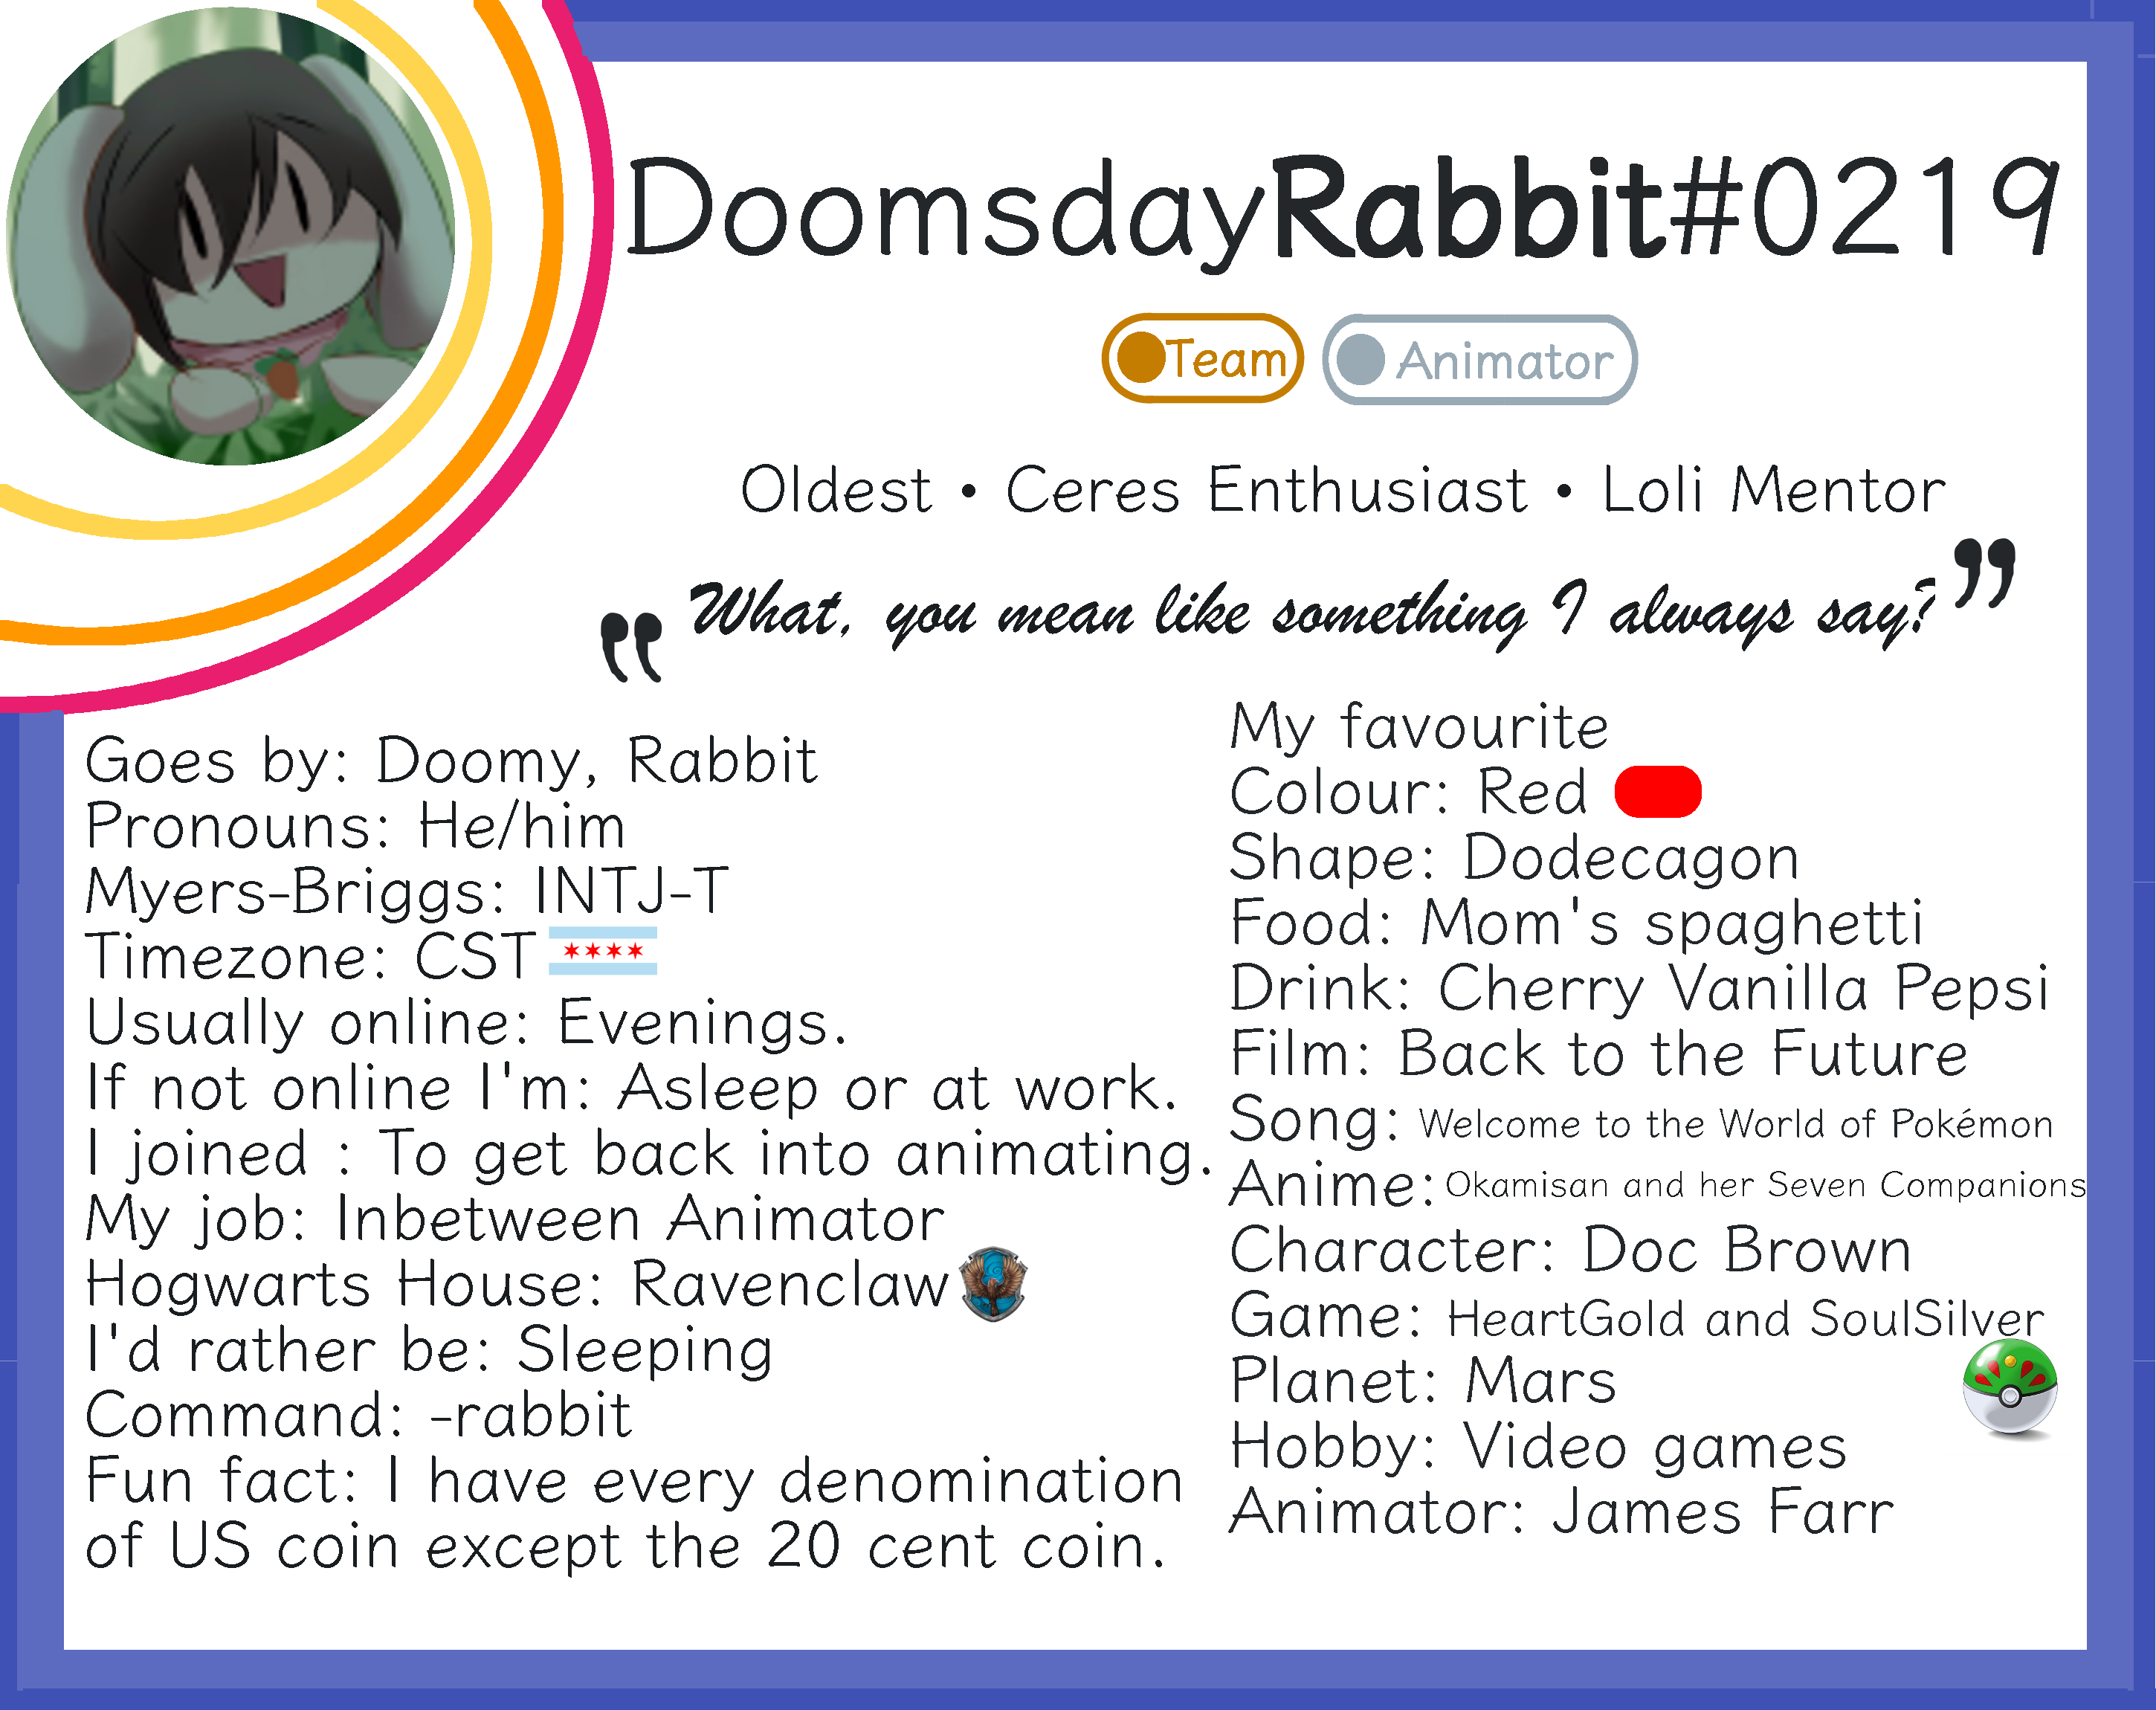 DoomsdayRabbit#0219
Team Animator
Oldest • Ceres Enthusiast • Loli Mentor
"What, you mean like something I always say?"
Goes by: Doomy, Rabbit
Pronouns: He/him
Myers-Briggs: INTJ-T
Timezone: CST
Usually online: Evenings.
If not online I'm: Asleep or at work.
I joined : To get back into animating.
My job: Inbetween Animator
Hogwarts House: Ravenclaw
I'd rather be: Sleeping
Command: -rabbit
Fun fact: I have every denomination
of US coin except the 20 cent coin.
My favourite
Colour: Red
Shape: Dodecagon
Food: Mom's spaghetti
Drink: Cherry Vanilla Pepsi
Film: Back to the Future
Song: Welcome to the World of Pokémon
Anime: Okamisan and her Seven Companions
Character: Doc Brown
Game: HeartGold and SoulSilver
Planet: Mars
Hobby: Video games
Animator: James Farr